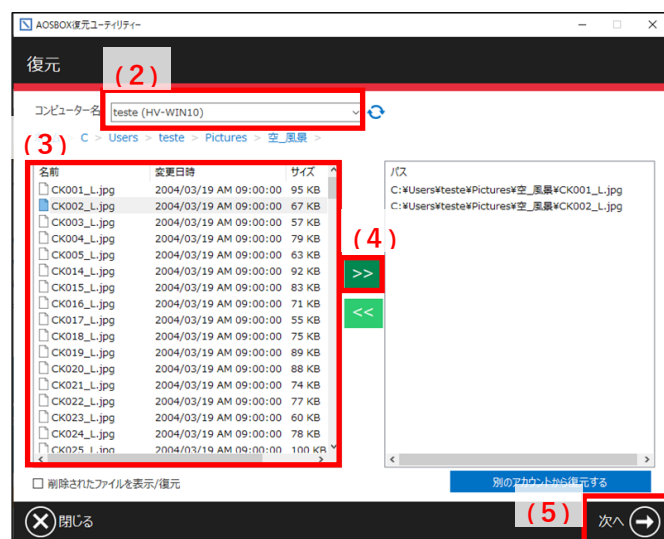 AOSBOX復元ユーティリティー
復元
(2)
コンピューター名 teste (HV-WIN10)
(3) C > Users > teste > Pictures > 空_風景 >
名前 変更日時 サイズ
CK001_L.jpg 2004/03/19 AM 09:00:00 95 KB
CK002_L.jpg 2004/03/19 AM 09:00:00 67 KB
CK003_L.jpg 2004/03/19 AM 09:00:00 57 KB
CK004_L.jpg 2004/03/19 AM 09:00:00 79 KB
CK005_L.jpg 2004/03/19 AM 09:00:00 63 KB
CK014_L.jpg 2004/03/19 AM 09:00:00 92 KB
CK015_L.jpg 2004/03/19 AM 09:00:00 83 KB
CK016_L.jpg 2004/03/19 AM 09:00:00 71 KB
CK017_L.jpg 2004/03/19 AM 09:00:00 55 KB
CK018_L.jpg 2004/03/19 AM 09:00:00 75 KB
CK019_L.jpg 2004/03/19 AM 09:00:00 89 KB
CK020_L.jpg 2004/03/19 AM 09:00:00 88 KB
CK021_L.jpg 2004/03/19 AM 09:00:00 74 KB
CK022_L.jpg 2004/03/19 AM 09:00:00 77 KB
CK023_L.jpg 2004/03/19 AM 09:00:00 60 KB
CK024_L.jpg 2004/03/19 AM 09:00:00 78 KB
CK025_L.jpg 2004/03/19 AM 09:00:00 100 KB
(4)
>>
<<
パス
C:¥Users¥teste¥Pictures¥空_風景¥CK001_L.jpg
C:¥Users¥teste¥Pictures¥空_風景¥CK002_L.jpg
削除されたファイルを表示/復元
別のアカウントから復元する
閉じる
(5)
次へ